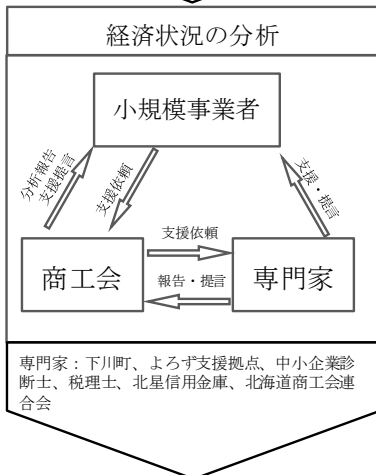 経済状況の分析
小規模事業者
分析報告
支援提言
支援依頼
支援・提言
支援依頼
商工会
報告・提言
専門家
専門家：下川町、よろず支援拠点、中小企業診
断士、税理士、北星信用金庫、北海道商工会連
合会